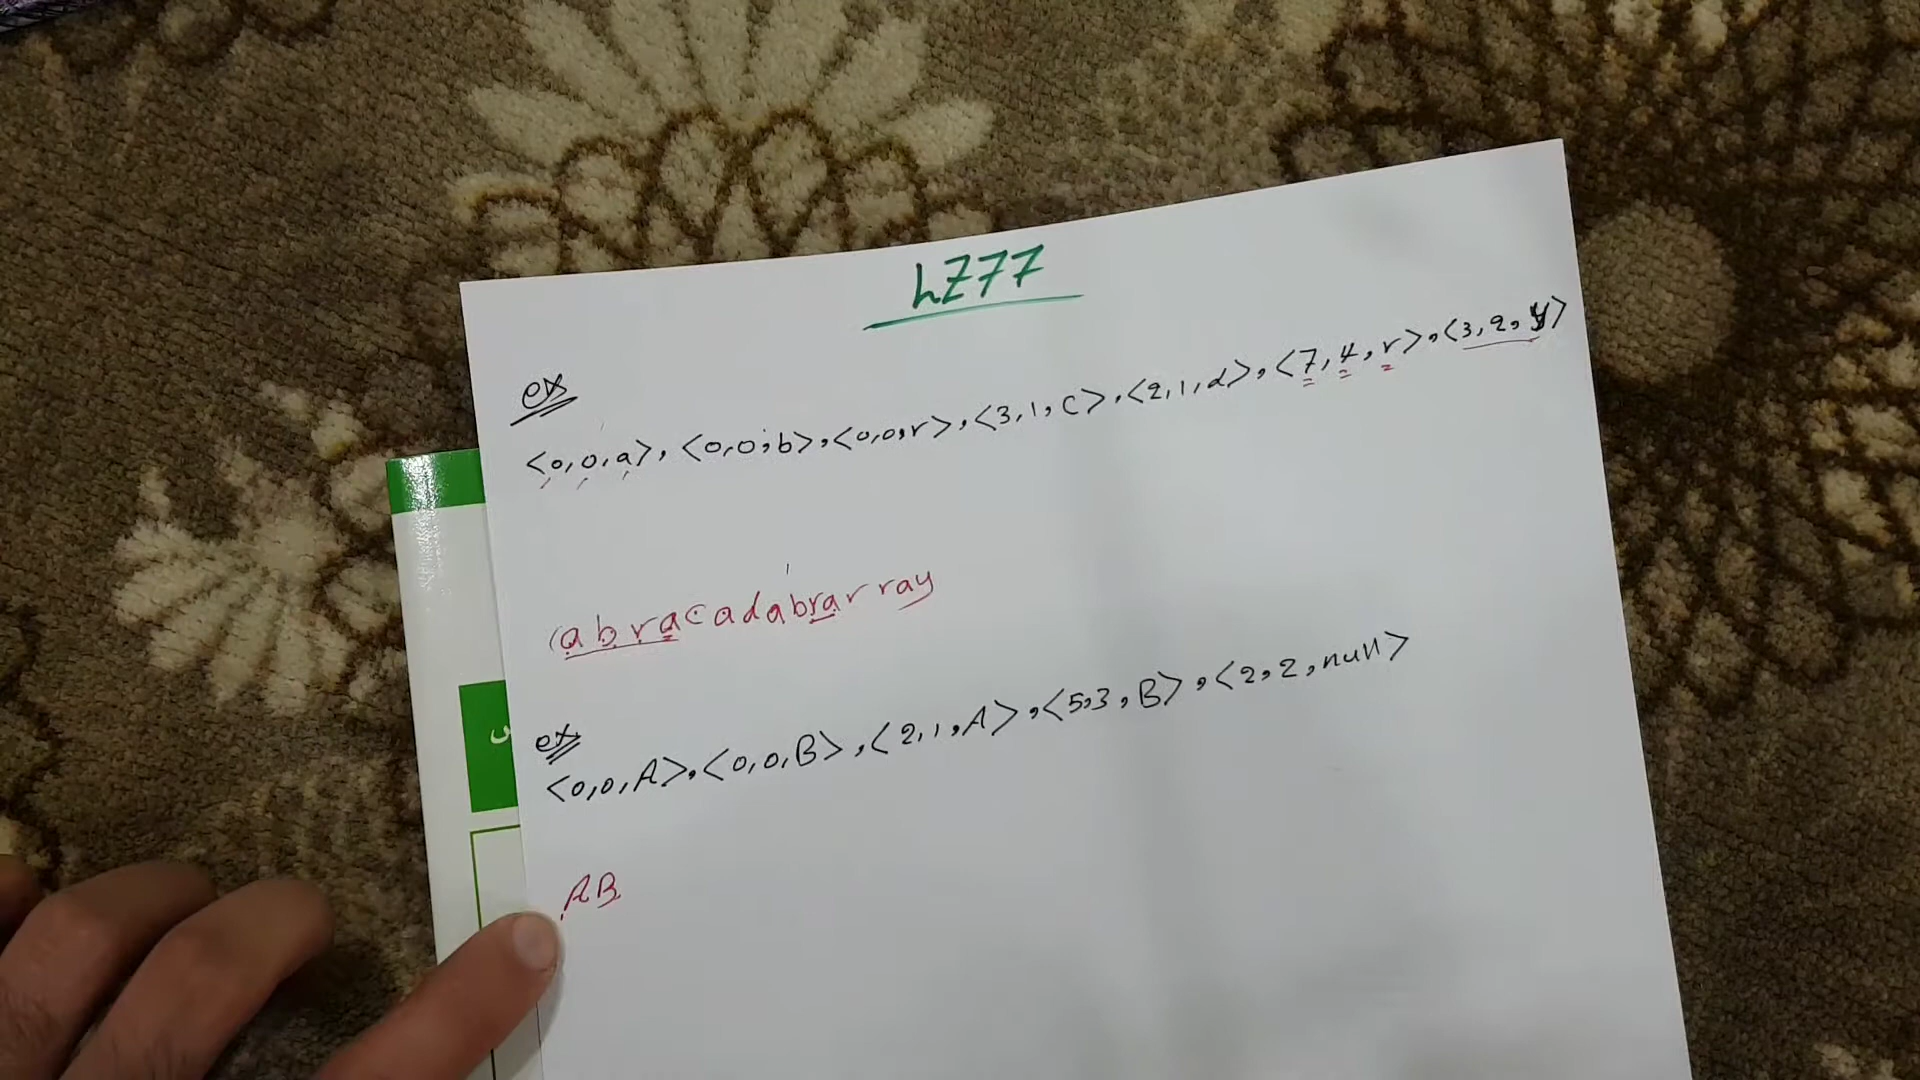 LZ77
ex
<0,0,a>,<0,0,b>,<0,0,r>,<3,1,c>,<2,1,d>,<7,4,r>,<3,2,y>
abracadabrarray
ex
<0,0,A>,<0,0,B>,<2,1,A>,<5,3,B>,<2,2,null>
AB